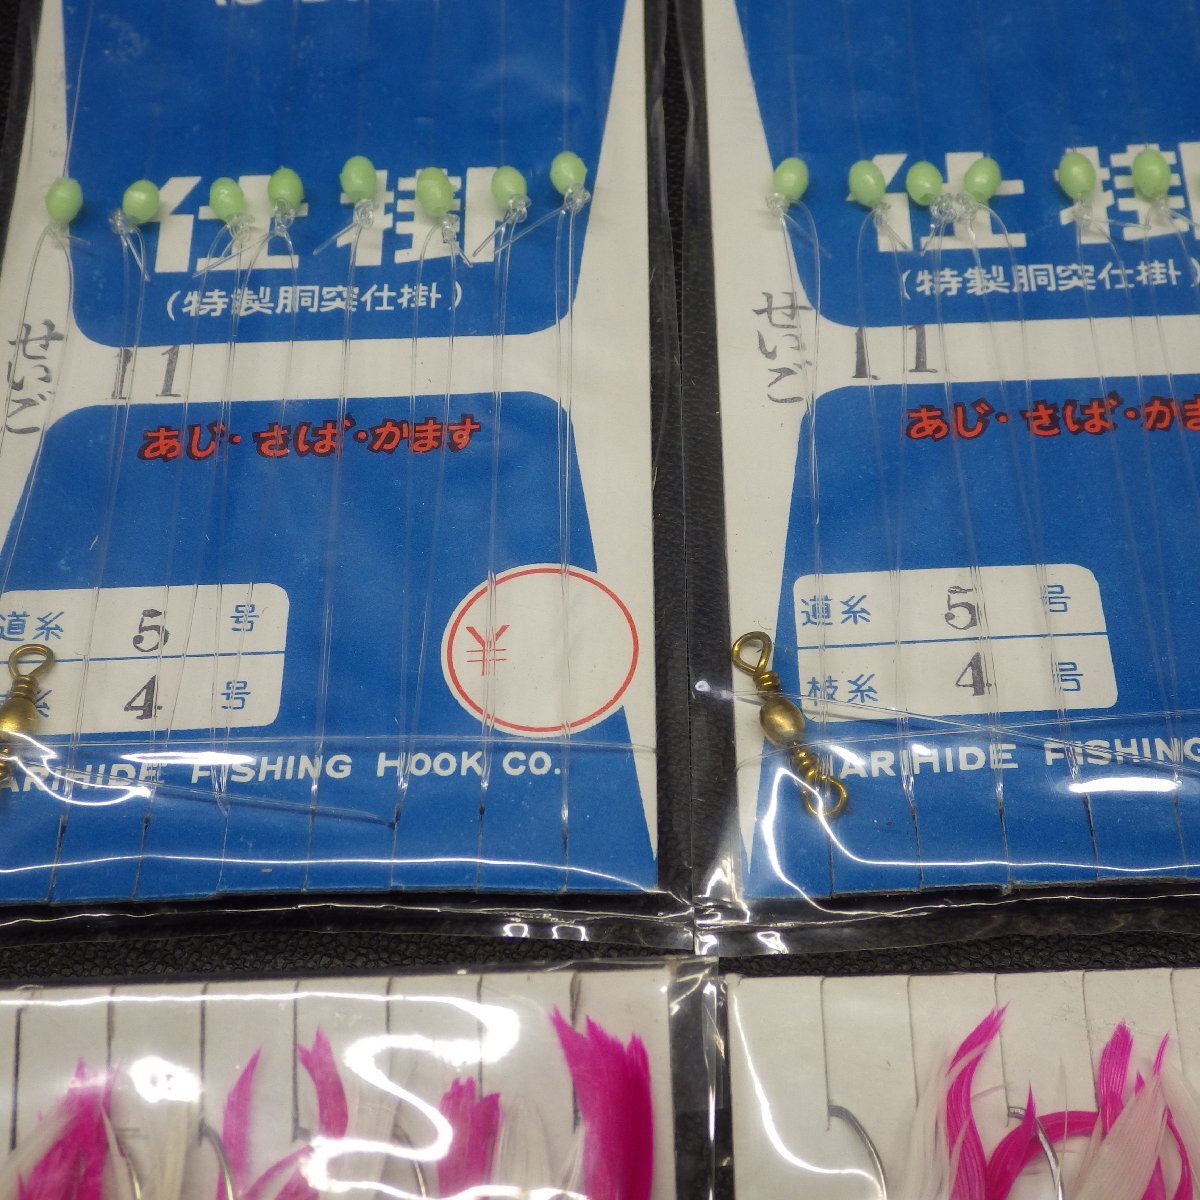 仕掛
(特製胴突仕掛)
せいご 11
あじ・さば・かます
道糸 5 号
糸 4 号
ARIHIDE FISHING HOOK CO.
¥
仕掛
(特製胴突仕掛)
せいご 11
あじ・さば・かま
道糸 5 号
枝糸 4 号
ARIHIDE FISHING